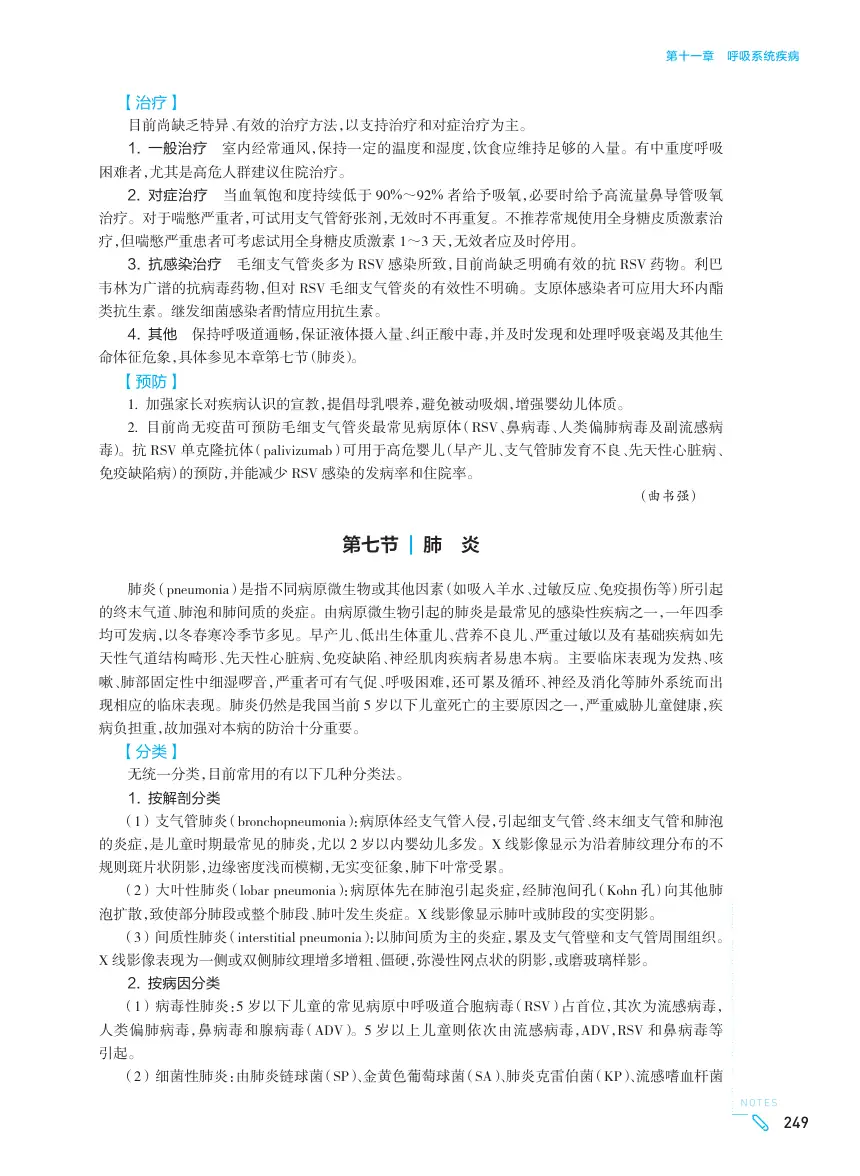 第十一章 呼吸系统疾病
【治疗】
目前尚缺乏特异、有效的治疗方法,以支持治疗和对症治疗为主。
1. 一般治疗 室内经常通风,保持一定的温度和湿度,饮食应维持足够的入量。有中重度呼吸
困难者,尤其是高危人群建议住院治疗。
2. 对症治疗 当血氧饱和度持续低于 90%～92% 者给予吸氧,必要时给予高流量鼻导管吸氧
治疗。对于喘憋严重者,可试用支气管舒张剂,无效时不再重复。不推荐常规使用全身糖皮质激素治
疗,但喘憋严重患者可考虑试用全身糖皮质激素 1～3 天,无效者应及时停用。
3. 抗感染治疗 毛细支气管炎多为 RSV 感染所致,目前尚缺乏明确有效的抗 RSV 药物。利巴
韦林为广谱的抗病毒药物,但对 RSV 毛细支气管炎的有效性不明确。支原体感染者可应用大环内酯
类抗生素。继发细菌感染者酌情应用抗生素。
4. 其他 保持呼吸道通畅,保证液体摄入量、纠正酸中毒,并及时发现和处理呼吸衰竭及其他生
命体征危象,具体参见本章第七节(肺炎)。
【预防】
1. 加强家长对疾病认识的宣教,提倡母乳喂养,避免被动吸烟,增强婴幼儿体质。
2. 目前尚无疫苗可预防毛细支气管炎最常见病原体(RSV、鼻病毒、人类偏肺病毒及副流感病
毒)。抗 RSV 单克隆抗体(palivizumab)可用于高危婴儿(早产儿、支气管肺发育不良、先天性心脏病、
免疫缺陷病)的预防,并能减少 RSV 感染的发病率和住院率。
(曲书强)
第七节 | 肺 炎
肺炎(pneumonia)是指不同病原微生物或其他因素(如吸入羊水、过敏反应、免疫损伤等)所引起
的终末气道、肺泡和肺间质的炎症。由病原微生物引起的肺炎是最常见的感染性疾病之一,一年四季
均可发病,以冬春寒冷季节多见。早产儿、低出生体重儿、营养不良儿、严重过敏以及有基础疾病如先
天性气道结构畸形、先天性心脏病、免疫缺陷、神经肌肉疾病者易患本病。主要临床表现为发热、咳
嗽、肺部固定性中细湿啰音,严重者可有气促、呼吸困难,还可累及循环、神经及消化等肺外系统而出
现相应的临床表现。肺炎仍然是我国当前 5 岁以下儿童死亡的主要原因之一,严重威胁儿童健康,疾
病负担重,故加强对本病的防治十分重要。
【分类】
无统一分类,目前常用的有以下几种分类法。
1. 按解剖分类
(1)支气管肺炎(bronchopneumonia):病原体经支气管入侵,引起细支气管、终末细支气管和肺泡
的炎症,是儿童时期最常见的肺炎,尤以 2 岁以内婴幼儿多发。X 线影像显示为沿着肺纹理分布的不
规则斑片状阴影,边缘密度浅而模糊,无实变征象,肺下叶常受累。
(2)大叶性肺炎(lobar pneumonia):病原体先在肺泡引起炎症,经肺泡间孔(Kohn 孔)向其他肺
泡扩散,致使部分肺段或整个肺段、肺叶发生炎症。X 线影像显示肺叶或肺段的实变阴影。
(3)间质性肺炎(interstitial pneumonia):以肺间质为主的炎症,累及支气管壁和支气管周围组织。
X 线影像表现为一侧或双侧肺纹理增多增粗、僵硬,弥漫性网点状的阴影,或磨玻璃样影。
2. 按病因分类
(1)病毒性肺炎:5 岁以下儿童的常见病原中呼吸道合胞病毒(RSV)占首位,其次为流感病毒,
人类偏肺病毒,鼻病毒和腺病毒(ADV)。5 岁以上儿童则依次由流感病毒,ADV,RSV 和鼻病毒等
引起。
(2)细菌性肺炎:由肺炎链球菌(SP)、金黄色葡萄球菌(SA)、肺炎克雷伯菌(KP)、流感嗜血杆菌
NOTES
249